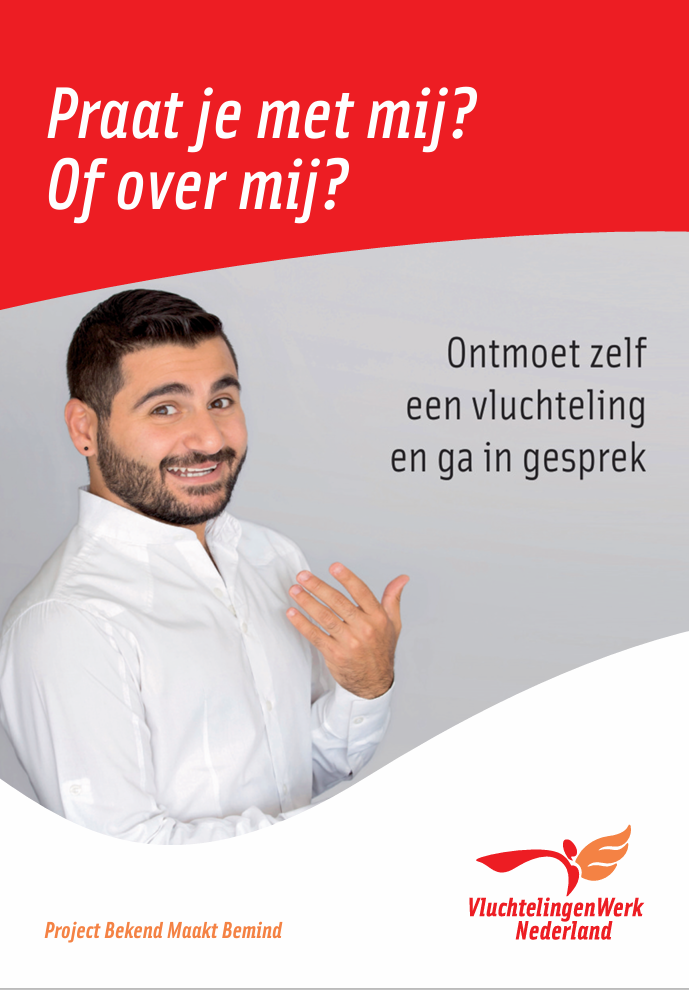 Praat je met mij?
Of over mij?
Ontmoet zelf
een vluchteling
en ga in gesprek
Project Bekend Maakt Bemind
VluchtelingenWerk
Nederland